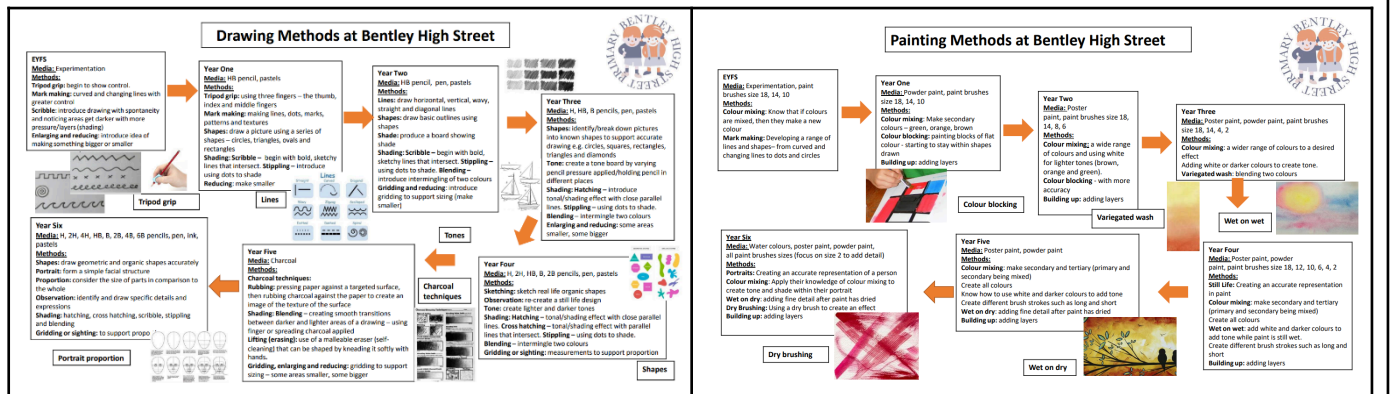 Drawing Methods at Bentley High Street
BENTLEY HIGH STREET PRIMARY
EYFS
Media: Experimentation
Methods:
Tripod grip: begin to show control.
Mark making: curved and changing lines with
greater control
Scribble: introduce drawing with spontaneity
and noticing areas get darker with more
pressure/layers (shading)
Enlarging and reducing: introduce idea of
making something bigger or smaller
Tripod grip
Year One
Media: HB pencil, pastels
Methods:
Tripod grip: using three fingers – the thumb,
index and middle fingers
Mark making: making lines, dots, marks,
patterns and textures
Shapes: draw a picture using a series of
shapes – circles, triangles, ovals and
rectangles
Shading: Scribble – begin with bold, sketchy
lines that intersect. Stippling – introduce
using dots to shade
Reducing: make smaller
Lines
Lines
Year Two
Media: HB pencil, pen, pastels
Methods:
Lines: draw horizontal, vertical, wavy,
straight and diagonal lines
Shapes: draw basic outlines using
shapes
Shade: produce a board showing
shade
Shading: Scribble – begin with bold,
sketchy lines that intersect. Stippling –
using dots to shade. Blending –
introduce intermingling of two colours
Gridding and reducing: introduce
gridding to support sizing (make
smaller)
Tones
Year Three
Media: H, HB, B pencils, pen, pastels
Methods:
Shapes: identify/break down pictures
into known shapes to support accurate
drawing e.g. circles, squares, rectangles,
triangles and diamonds
Tone: create a tone board by varying
pencil pressure applied/holding pencil in
different places
Shading: Hatching – introduce
tonal/shading effect with close parallel
lines. Stippling – using dots to shade.
Blending – intermingle two colours
Gridding and reducing: some areas
smaller, some bigger
Year Four
Media: H, 2H, HB, B, 2B pencils, pen, pastels
Methods:
Sketching: sketch real life organic shapes
Observation: re-create a still life design
Tone: create lighter and darker tones
Shading: Hatching – tonal/shading effect with close parallel
lines. Cross hatching – tonal/shading effect with parallel
lines that intersect. Stippling – using dots to shade.
Blending – intermingle two colours
Gridding or sighting: measurements to support proportion
Shapes
Charcoal
techniques
Year Five
Media: Charcoal
Methods:
Charcoal techniques:
Rubbing: pressing paper against a targeted surface,
then rubbing charcoal against the paper to create an
image of the texture of the surface
Shading: Blending – creating smooth transitions
between darker and lighter areas of a drawing – using
finger or spreading charcoal applied
Lifting (erasing): use of a malleable eraser (self-
cleaning) that can be shaped by kneading it softly with
hands.
Gridding, enlarging and reducing: gridding to support
sizing – some areas smaller, some bigger
Year Six
Media: H, 2H, 4H, HB, B, 2B, 4B, 6B pencils, pen, ink,
pastels
Methods:
Shapes: draw geometric and organic shapes accurately
Portrait: form a simple facial structure
Proportion: consider the size of parts in comparison to
the whole
Observation: identify and draw specific details and
expressions
Shading: hatching, cross hatching, scribble, stippling
and blending
Gridding or sighting: to support propo
Portrait proportion
Painting Methods at Bentley High Street
BENTLEY HIGH STREET PRIMARY
EYFS
Media: Experimentation, paint
brushes size 18, 14, 10
Methods:
Colour mixing: Know that if colours
are mixed, then they make a new
colour
Mark making: Developing a range of
lines and shapes– from curved and
changing lines to dots and circles
Year One
Media: Powder paint, paint brushes
size 18, 14, 10
Methods:
Colour mixing: Make secondary
colours – green, orange, brown
Colour blocking: painting blocks of flat
colour - starting to stay within shapes
drawn
Building up: adding layers
Colour blocking
Year Two
Media: Poster
paint, paint brushes size 18,
14, 8, 6
Methods:
Colour mixing: a wide range
of colours and using white
for lighter tones (brown,
orange and green).
Colour blocking - with more
accuracy
Building up: adding layers
Variegated wash
Year Three
Media: Poster paint, powder paint, paint brushes
size 18, 14, 4, 2
Methods:
Colour mixing: a wider range of colours to a desired
effect
Adding white or darker colours to create tone.
Variegated wash: blending two colours
Wet on wet
Year Four
Media: Poster paint, powder
paint, paint brushes size 18, 12, 10, 6, 4, 2
Methods:
Still Life: Creating an accurate representation
in paint
Colour mixing: make secondary and tertiary
(primary and secondary being mixed)
Create all colours
Wet on wet: add white and darker colours to
add tone while paint is still wet.
Create different brush strokes such as long and
short
Building up: adding layers
Year Five
Media: Poster paint, powder paint
Methods:
Colour mixing: make secondary and tertiary (primary and
secondary being mixed)
Create all colours
Know how to use white and darker colours to add tone
Create different brush strokes such as long and short
Wet on dry: adding fine detail after paint has dried
Building up: adding layers
Wet on dry
Year Six
Media: Water colours, poster paint, powder paint,
all paint brushes sizes (focus on size 2 to add detail)
Methods:
Portraits: Creating an accurate representation of a person
Colour mixing: Apply their knowledge of colour mixing to
create tone and shade within their portrait
Wet on dry: adding fine detail after paint has dried
Dry Brushing: Using a dry brush to create an effect
Building up: adding layers
Dry brushing